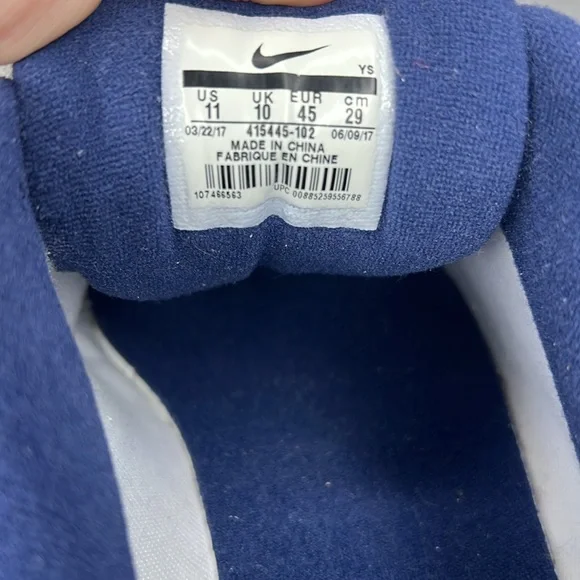 YS
US UK EUR cm
11 10 45 29
03/22/17 415445-102 06/09/17
MADE IN CHINA
FABRIQUE EN CHINE
107466563 UPC 00885259556788